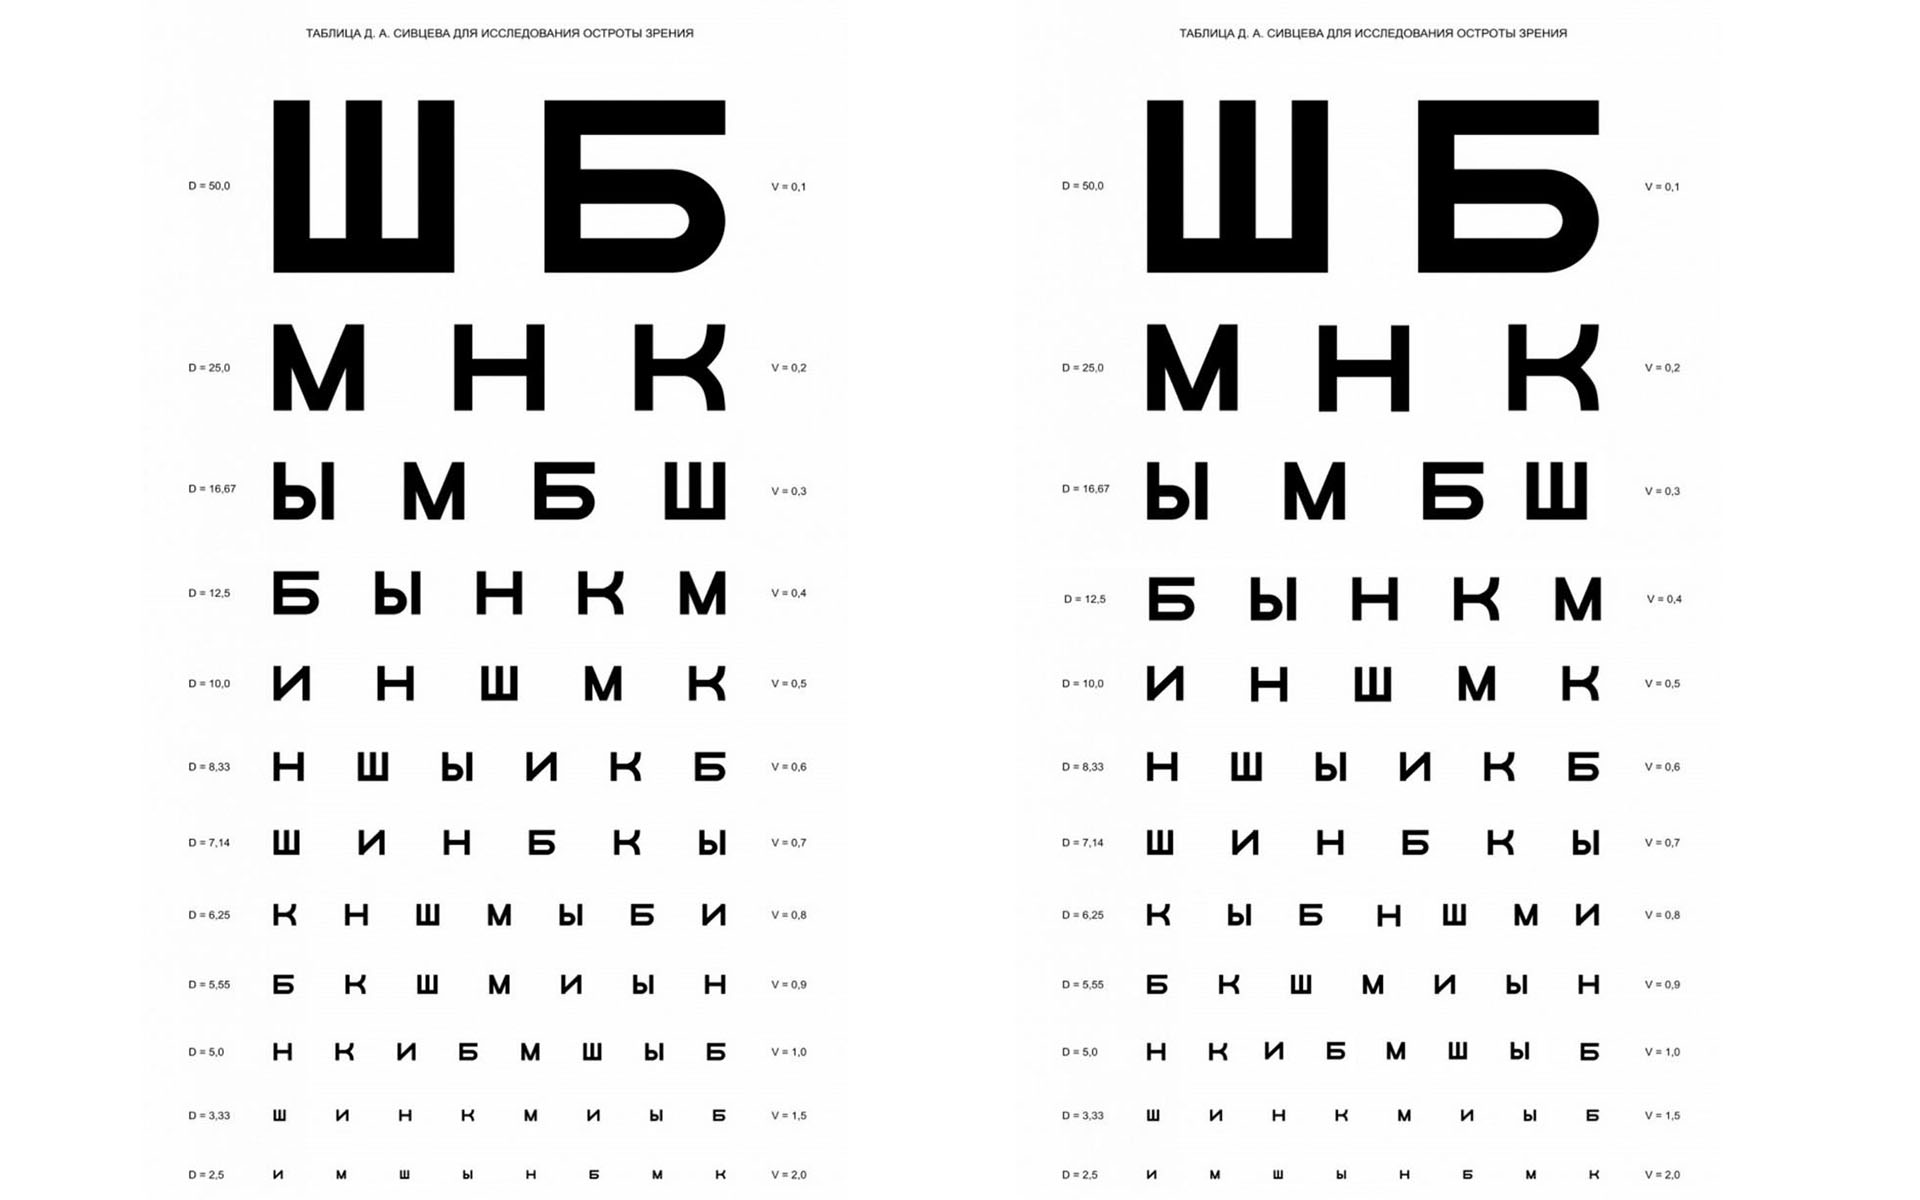 ТАБЛИЦА Д. А. СИВЦЕВА ДЛЯ ИССЛЕДОВАНИЯ ОСТРОТЫ ЗРЕНИЯ
D = 50,0 Ш Б V = 0,1
D = 25,0 М Н К V = 0,2
D = 16,67 Ы М Б Ш V = 0,3
D = 12,5 Б Ы Н К М V = 0,4
D = 10,0 И Н Ш М К V = 0,5
D = 8,33 Н Ш Ы И К Б V = 0,6
D = 7,14 Ш И Н Б К Ы V = 0,7
D = 6,25 К Н Ш М Ы Б И V = 0,8
D = 5,55 Б К Ш М И Ы Н V = 0,9
D = 5,0 Н К И Б М Ш Ы Б V = 1,0
D = 3,33 Ш И Н К М И Ы Б V = 1,5
D = 2,5 И М Ш Ы Н Б М К V = 2,0
ТАБЛИЦА Д. А. СИВЦЕВА ДЛЯ ИССЛЕДОВАНИЯ ОСТРОТЫ ЗРЕНИЯ
D = 50,0 Ш Б V = 0,1
D = 25,0 М Н К V = 0,2
D = 16,67 Ы М Б Ш V = 0,3
D = 12,5 Б Ы Н К М V = 0,4
D = 10,0 И Н Ш М К V = 0,5
D = 8,33 Н Ш Ы И К Б V = 0,6
D = 7,14 Ш И Н Б К Ы V = 0,7
D = 6,25 К Ы Б Н Ш М И V = 0,8
D = 5,55 Б К Ш М И Ы Н V = 0,9
D = 5,0 Н К И Б М Ш Ы Б V = 1,0
D = 3,33 Ш И Н К М И Ы Б V = 1,5
D = 2,5 И М Ш Ы Н Б М К V = 2,0